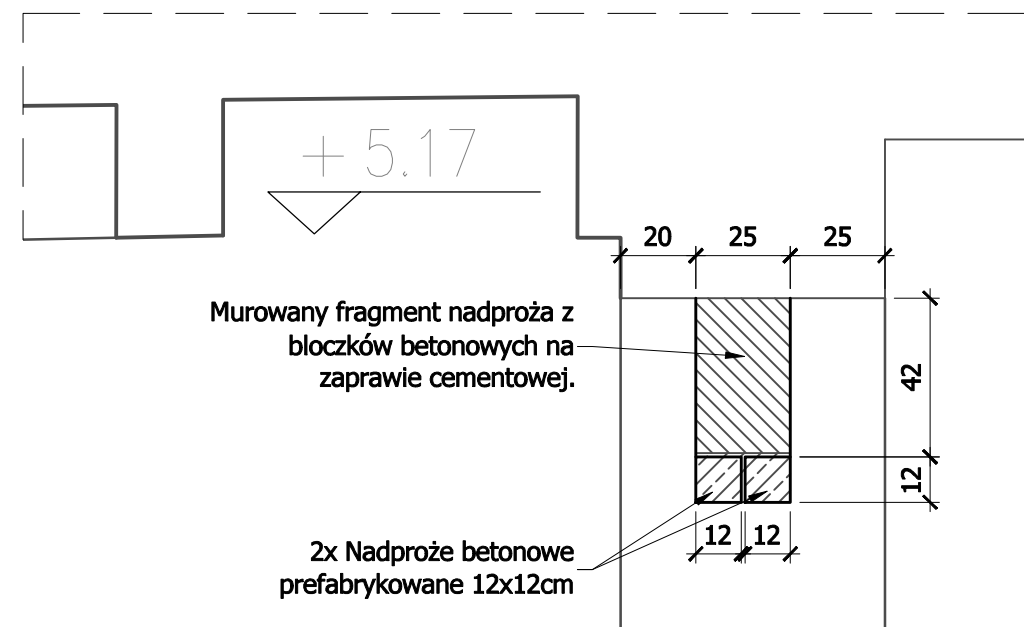 + 5.17
20 25 25
Murowany fragment nadproża z
bloczków betonowych na
zaprawie cementowej.
42
12
12 12
2x Nadproże betonowe
prefabrykowane 12x12cm